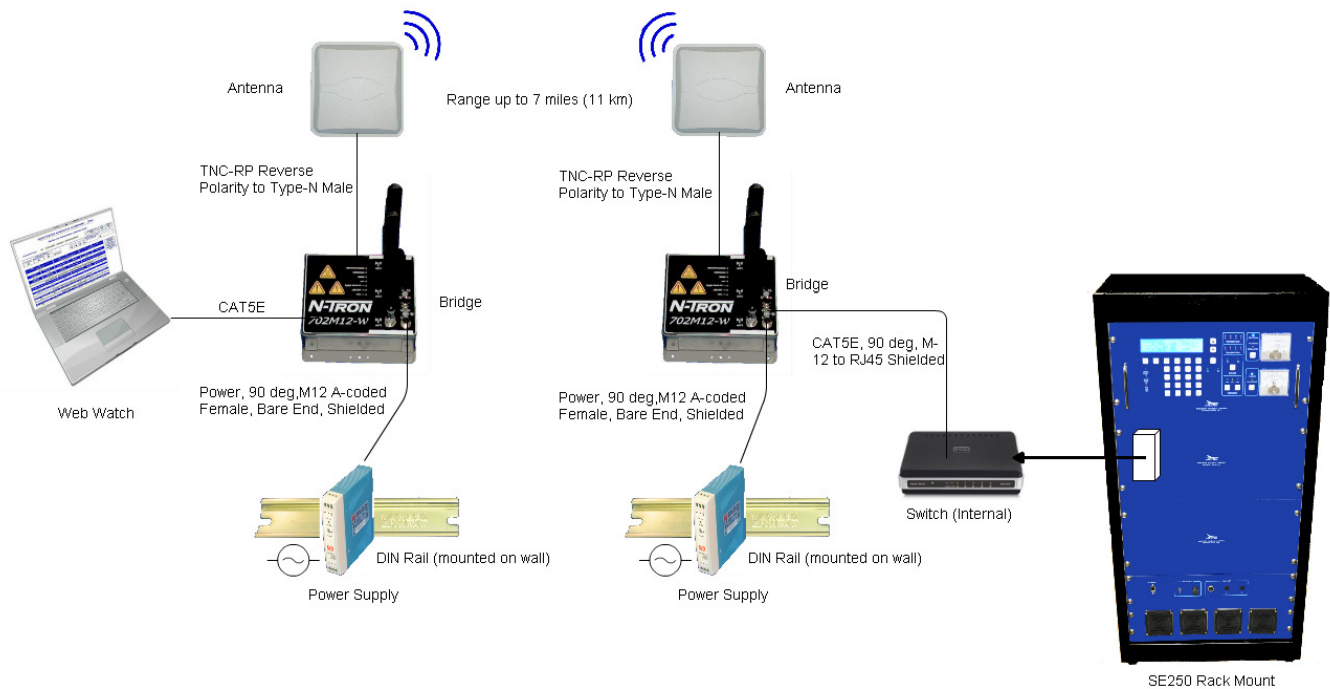 Antenna
Range up to 7 miles (11 km)
Antenna
TNC-RP Reverse
Polarity to Type-N Male
TNC-RP Reverse
Polarity to Type-N Male
N-TRON
702M12-W
Bridge
N-TRON
702M12-W
Bridge
CAT5E
CAT5E, 90 deg, M-
12 to RJ45 Shielded
Web Watch
Power, 90 deg,M12 A-coded
Female, Bare End, Shielded
Power, 90 deg,M12 A-coded
Female, Bare End, Shielded
Switch (Internal)
DIN Rail (mounted on wall)
Power Supply
DIN Rail (mounted on wall)
Power Supply
SE250 Rack Mount